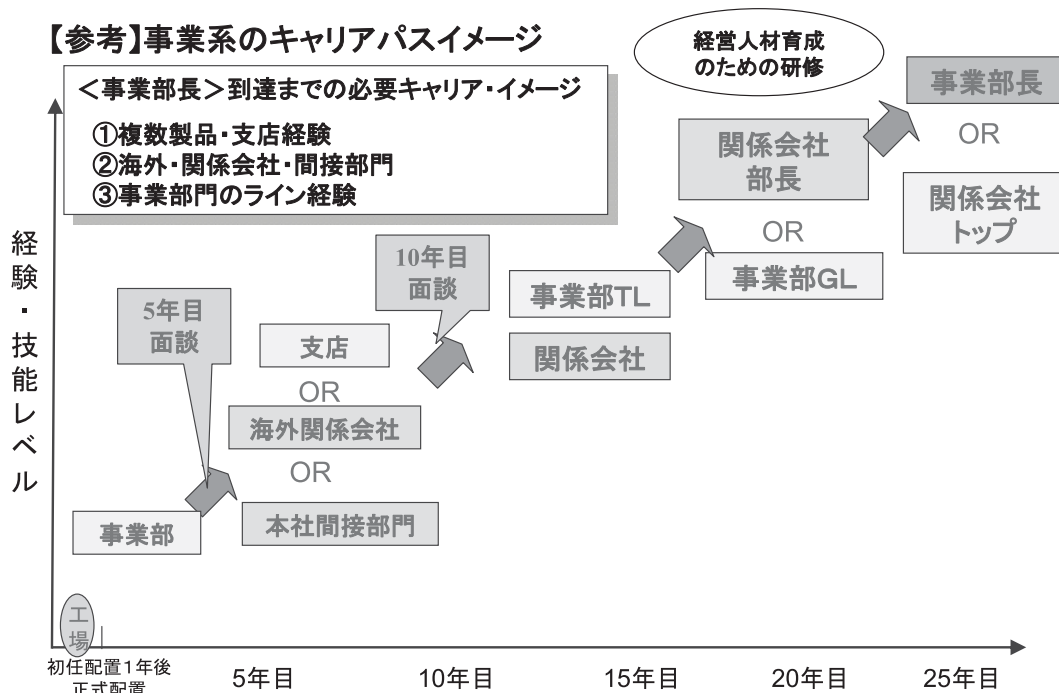 【参考】事業系のキャリアパスイメージ
＜事業部長＞到達までの必要キャリア・イメージ
①複数製品・支店経験
②海外・関係会社・間接部門
③事業部門のライン経験
経営人材育成
のための研修
事業部長
OR
関係会社
トップ
関係会社
部長
OR
事業部GL
10年目
面談
事業部TL
関係会社
5年目
面談
支店
OR
海外関係会社
OR
本社間接部門
事業部
経験・技能レベル
工場
初任配置1年後
正式配置
5年目
10年目
15年目
20年目
25年目